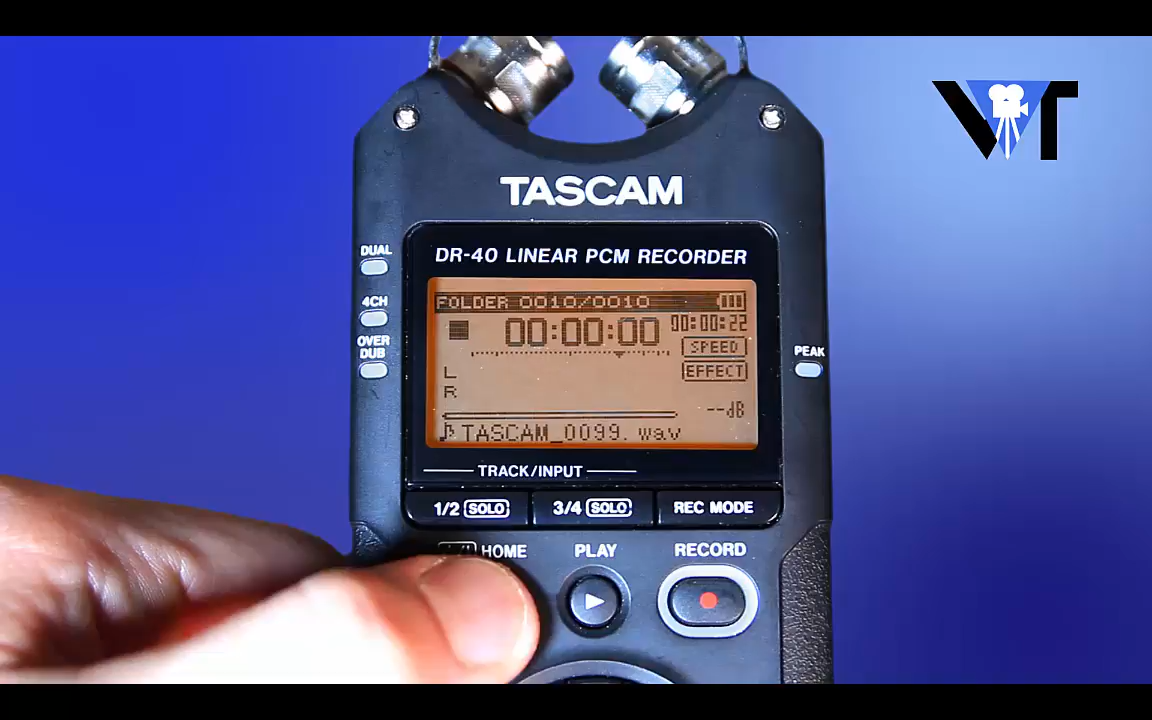 VT
TASCAM
DR-40 LINEAR PCM RECORDER
DUAL
4CH
OVER
DUB
PEAK
FOLDER 0010/0010
00:00:00
00:00:22
SPEED
EFFECT
L
R
--dB
TASCAM_0099.wav
TRACK/INPUT
1/2 SOLO
3/4 SOLO
REC MODE
HOME
PLAY
RECORD